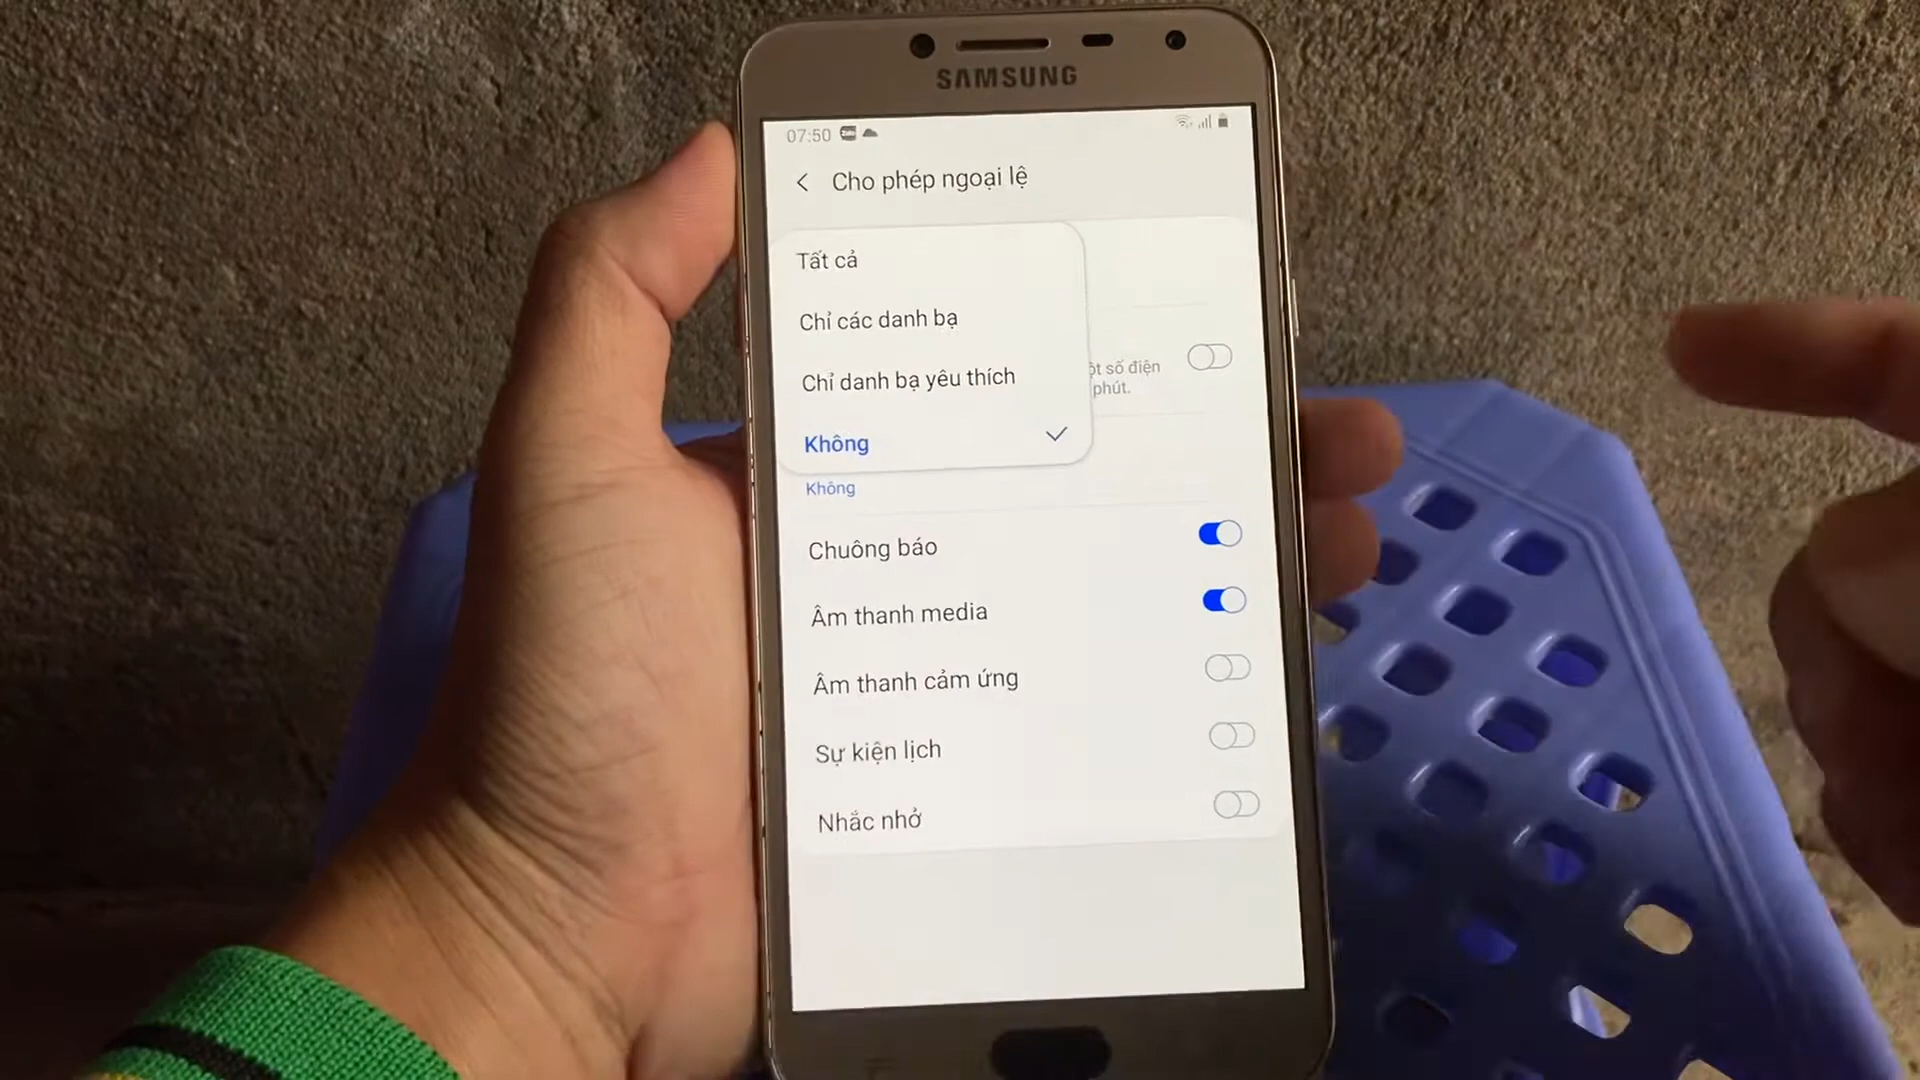 SAMSUNG
07:50
Cho phép ngoại lệ
Tất cả
Chỉ các danh bạ
Chỉ danh bạ yêu thích
số điện
phút.
Không
Không
Chuông báo
Âm thanh media
Âm thanh cảm ứng
Sự kiện lịch
Nhắc nhở